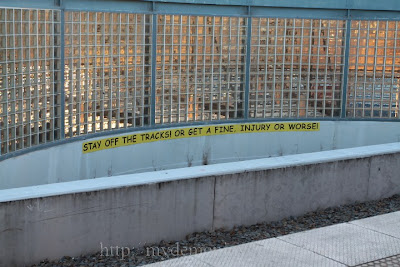 STAY OFF THE TRACKS! OR GET A FINE, INJURY OR WORSE!